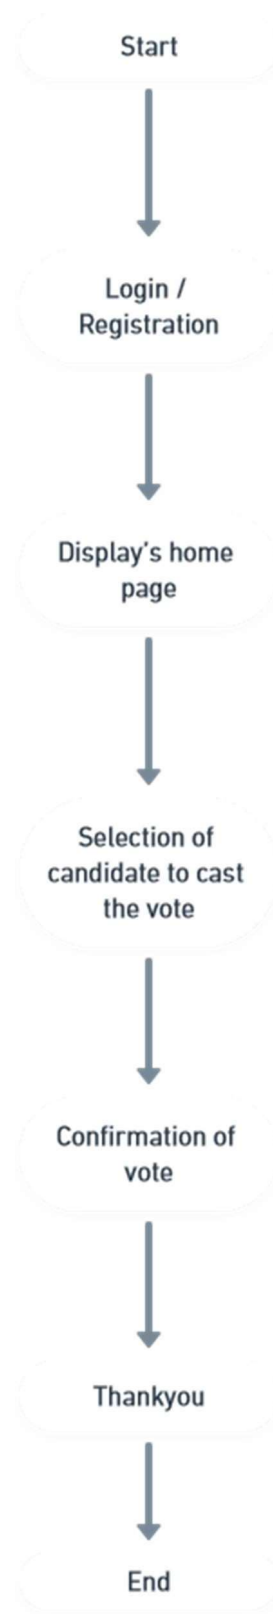 Start
Login /
Registration
Display's home
page
Selection of
candidate to cast
the vote
Confirmation of
vote
Thankyou
End